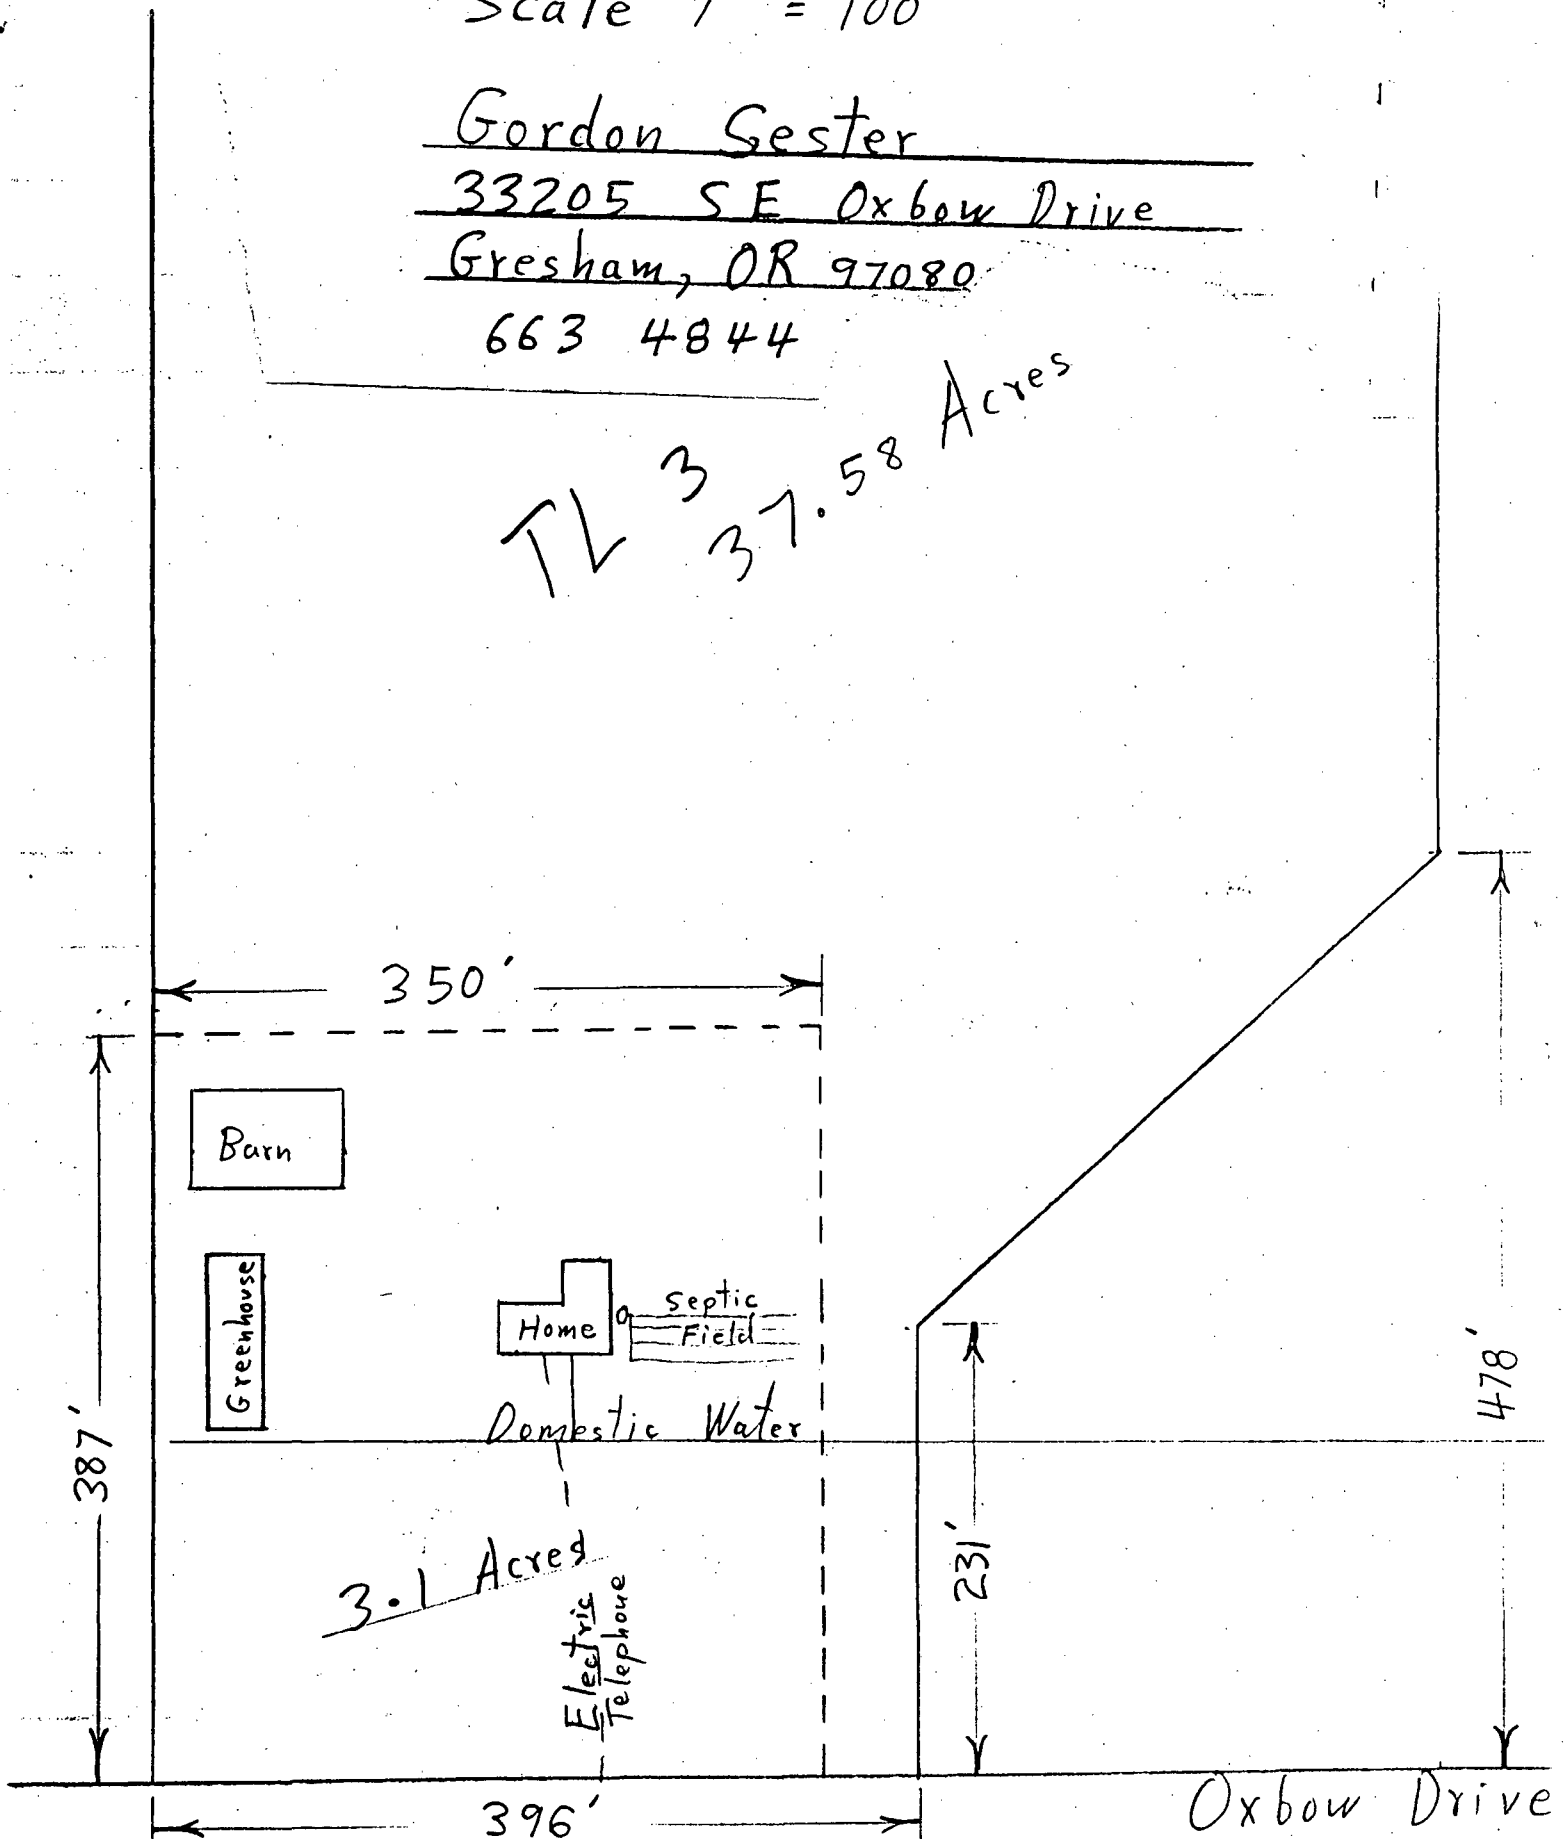 Scale 1" = 100'
Gordon Sester
33205 SE Oxbow Drive
Gresham, OR 97080
663 4844
TL 3
37.58 Acres
350'
Barn
Greenhouse
Home
Septic
Field
Domestic Water
387'
478'
231'
3.1 Acres
Electric
Telephone
396'
Oxbow Drive